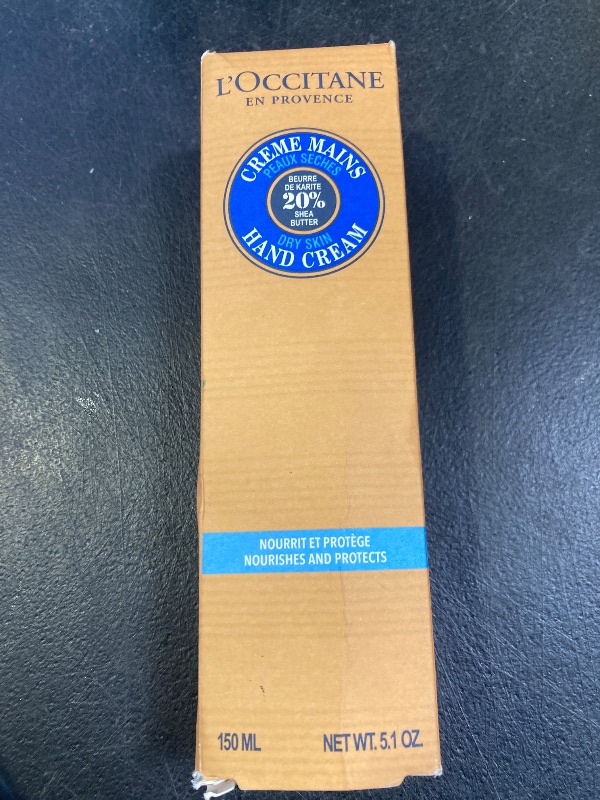 L'OCCITANE
EN PROVENCE
CREME MAINS
PEAUX SECHES
BEURRE
DE KARITE
20%
SHEA
BUTTER
DRY SKIN
HAND CREAM
NOURRIT ET PROTÈGE
NOURISHES AND PROTECTS
150 ML NET WT. 5.1 OZ.